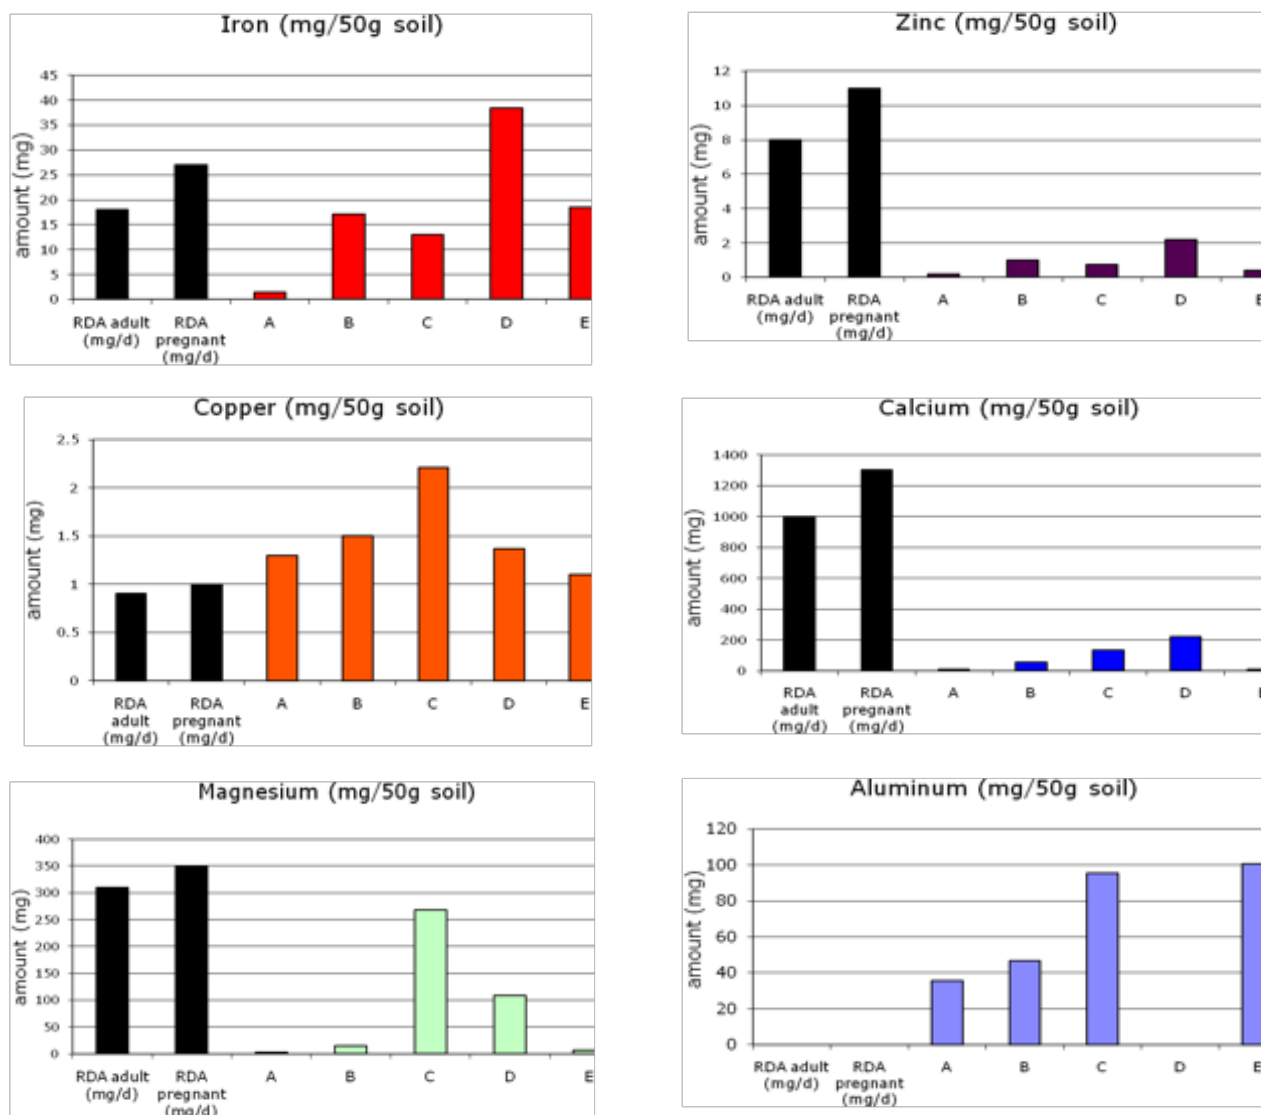 Iron (mg/50g soil)
amount (mg)
45
40
35
30
25
20
15
10
5
0
RDA adult (mg/d)
RDA pregnant (mg/d)
A
B
C
D
E
Zinc (mg/50g soil)
amount (mg)
12
10
8
6
4
2
0
RDA adult (mg/d)
RDA pregnant (mg/d)
A
B
C
D
E
Copper (mg/50g soil)
amount (mg)
2.5
2
1.5
1
0.5
0
RDA adult (mg/d)
RDA pregnant (mg/d)
A
B
C
D
E
Calcium (mg/50g soil)
amount (mg)
1400
1200
1000
800
600
400
200
0
RDA adult (mg/d)
RDA pregnant (mg/d)
A
B
C
D
E
Magnesium (mg/50g soil)
amount (mg)
400
350
300
250
200
150
100
50
0
RDA adult (mg/d)
RDA pregnant (mg/d)
A
B
C
D
E
Aluminum (mg/50g soil)
amount (mg)
120
100
80
60
40
20
0
RDA adult (mg/d)
RDA pregnant (mg/d)
A
B
C
D
E